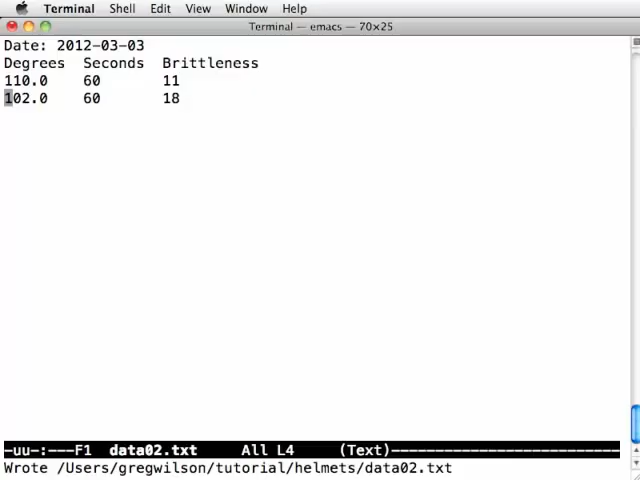 Terminal Shell Edit View Window Help
Terminal — emacs — 70×25
Date: 2012-03-03
Degrees Seconds Brittleness
110.0 60 11
102.0 60 18
-uu-:---F1 data02.txt All L4 (Text)--------------------------
Wrote /Users/gregwilson/tutorial/helmets/data02.txt